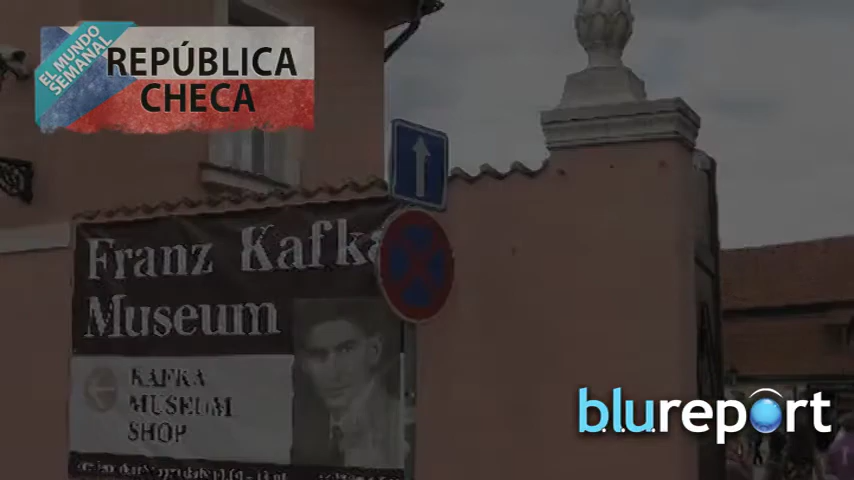 EL MUNDO
SEMANAL
REPÚBLICA
CHECA
Franz Kafka
Museum
KAFKA
MUSEUM
SHOP
blureport